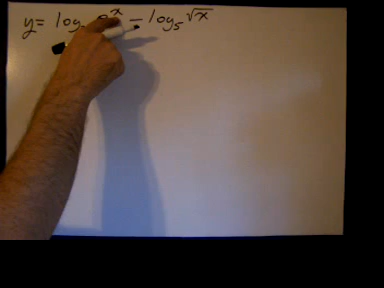 y = log x - log₅ √x